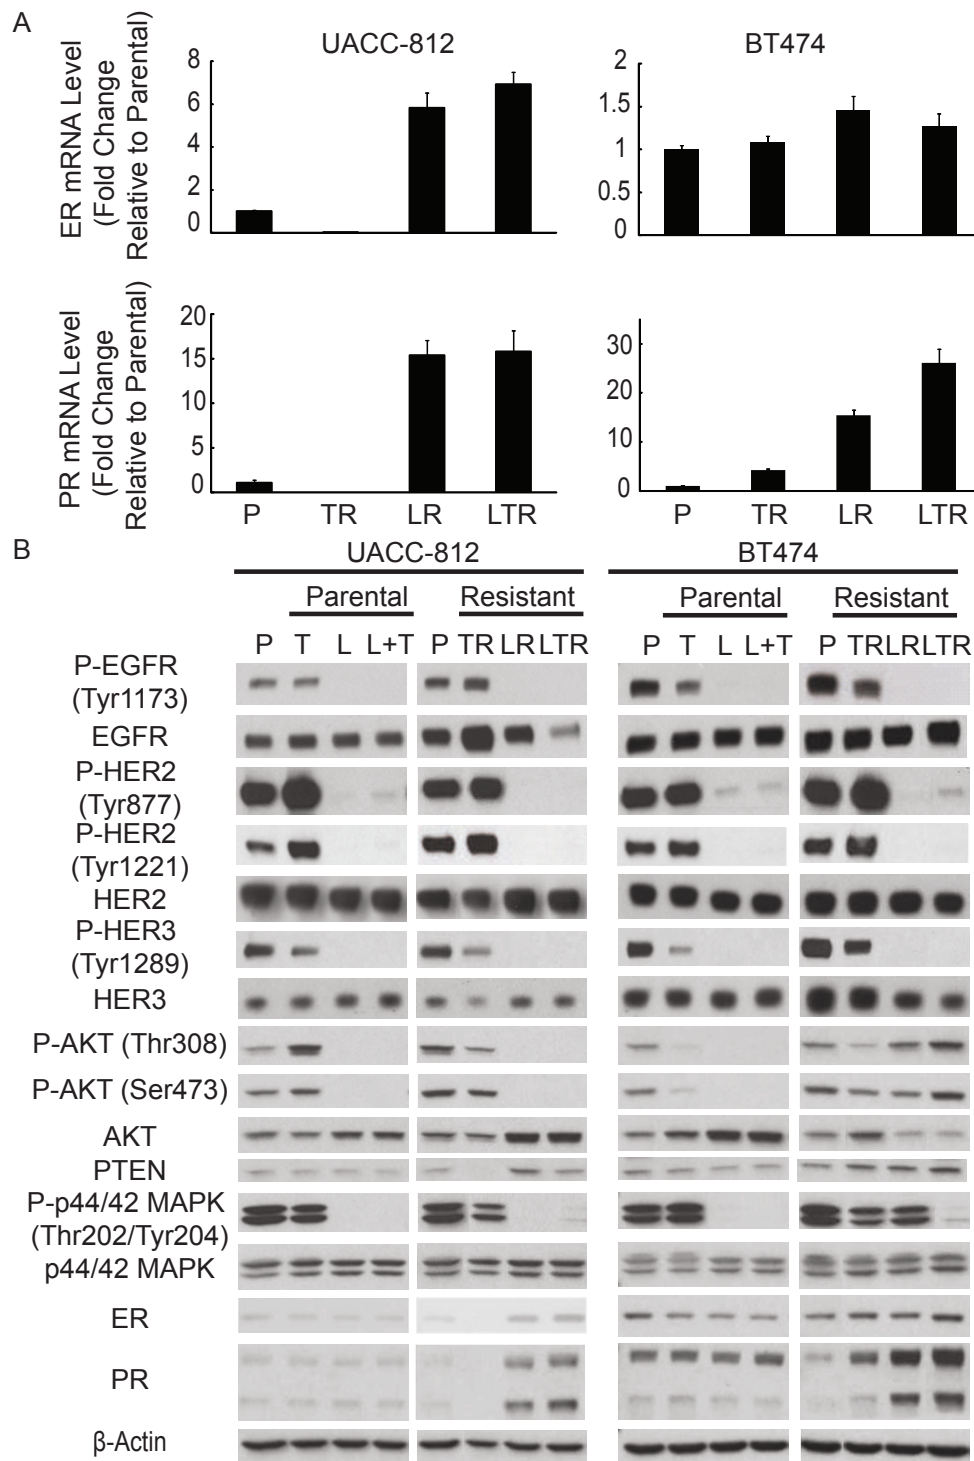 A
UACC-812
BT474
ER mRNA Level
(Fold Change
Relative to Parental)
8
6
4
2
0
2
1.5
1
0.5
0
PR mRNA Level
(Fold Change
Relative to Parental)
20
15
10
5
0
30
20
10
0
P TR LR LTR
P TR LR LTR
B
UACC-812
BT474
Parental Resistant Parental Resistant
P T L L+T P TR LR LTR P T L L+T P TR LR LTR
P-EGFR
(Tyr1173)
EGFR
P-HER2
(Tyr877)
P-HER2
(Tyr1221)
HER2
P-HER3
(Tyr1289)
HER3
P-AKT (Thr308)
P-AKT (Ser473)
AKT
PTEN
P-p44/42 MAPK
(Thr202/Tyr204)
p44/42 MAPK
ER
PR
β-Actin